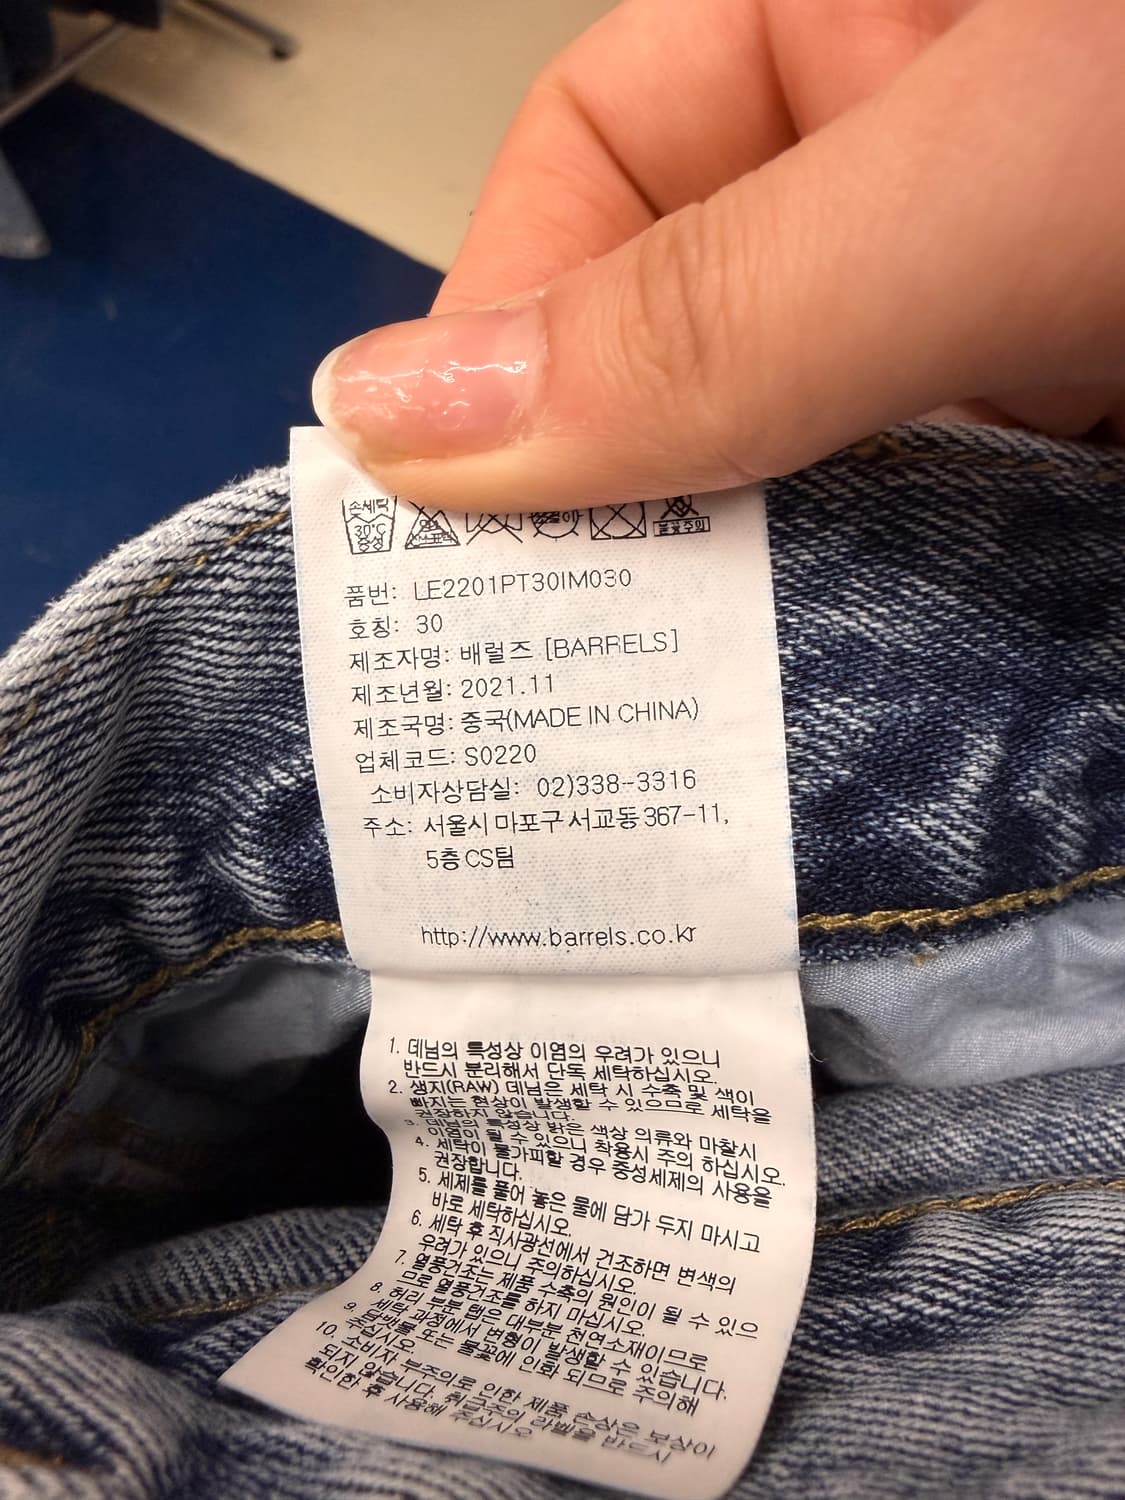 손세탁
30°C
중성
불꽃주의
품번: LE2201PT30IM030
호칭: 30
제조자명: 배럴즈 [BARRELS]
제조년월: 2021.11
제조국명: 중국(MADE IN CHINA)
업체코드: S0220
소비자상담실: 02)338-3316
주소: 서울시 마포구 서교동 367-11,
5층 CS팀
http://www.barrels.co.kr
1. 데님의 특성상 이염의 우려가 있으니
반드시 분리해서 단독 세탁하십시오.
2. 생지(RAW) 데님은 세탁 시 수축 및 색이
빠지는 현상이 발생할 수 있으므로 세탁을
권장하지 않습니다.
3. 데님의 특성상 밝은 색상 의류와 마찰시
이염이 될 수 있으니 착용시 주의 하십시오.
4. 세탁이 불가피할 경우 중성세제의 사용을
권장합니다.
5. 세제를 풀어 놓은 물에 담가 두지 마시고
바로 세탁하십시오.
6. 세탁 후 직사광선에서 건조하면 변색의
우려가 있으니 주의하십시오.
7. 열풍건조는 제품 수축의 원인이 될 수 있으
므로 열풍건조를 하지 마십시오.
8. 허리 부분 탭은 대부분 천연소재이므로
세탁 과정에서 변형이 발생할 수 있습니다.
9. 담뱃불 또는 불꽃에 인화 되므로 주의해
주십시오
10. 소비자 부주의로 인한 제품 손상은 보상이
되지 않습니다. 취급주의 라벨을 반드시
확인한 후 사용해 주십시오